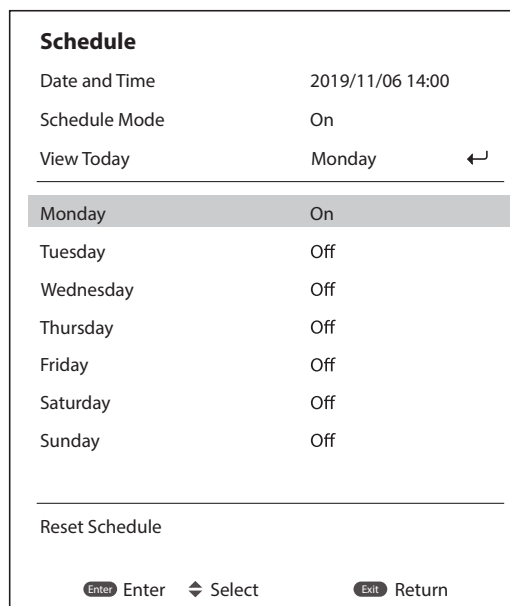 Schedule
Date and Time 2019/11/06 14:00
Schedule Mode On
View Today Monday
Monday On
Tuesday Off
Wednesday Off
Thursday Off
Friday Off
Saturday Off
Sunday Off
Reset Schedule
Enter Enter Select Exit Return